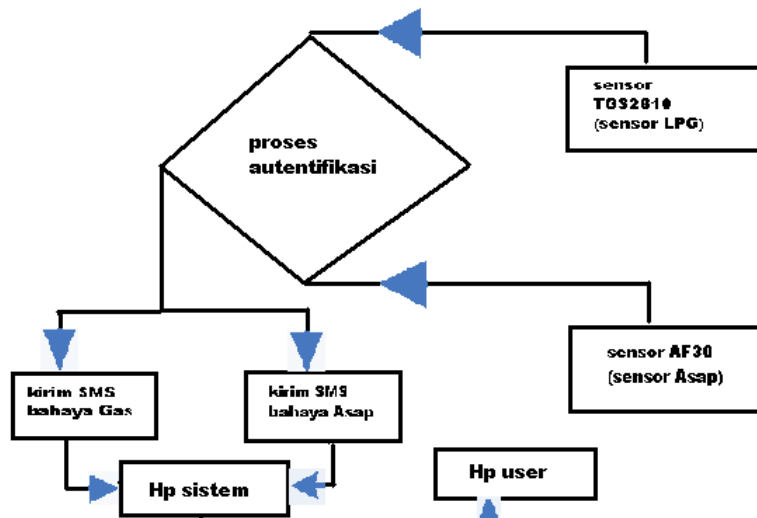 sensor
TGS2610
(sensor LPG)
proses
autentifikasi
sensor AF30
(sensor Asap)
kirim SMS
bahaya Gas
kirim SMS
bahaya Asap
Hp sistem
Hp user